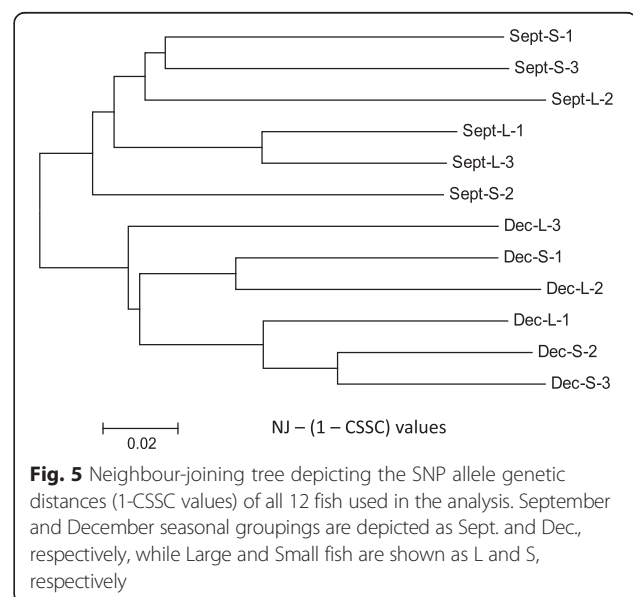 Sept-S-1
Sept-S-3
Sept-L-2
Sept-L-1
Sept-L-3
Sept-S-2
Dec-L-3
Dec-S-1
Dec-L-2
Dec-L-1
Dec-S-2
Dec-S-3
0.02
NJ – (1 – CSSC) values
Fig. 5 Neighbour-joining tree depicting the SNP allele genetic
distances (1-CSSC values) of all 12 fish used in the analysis. September
and December seasonal groupings are depicted as Sept. and Dec.,
respectively, while Large and Small fish are shown as L and S,
respectively